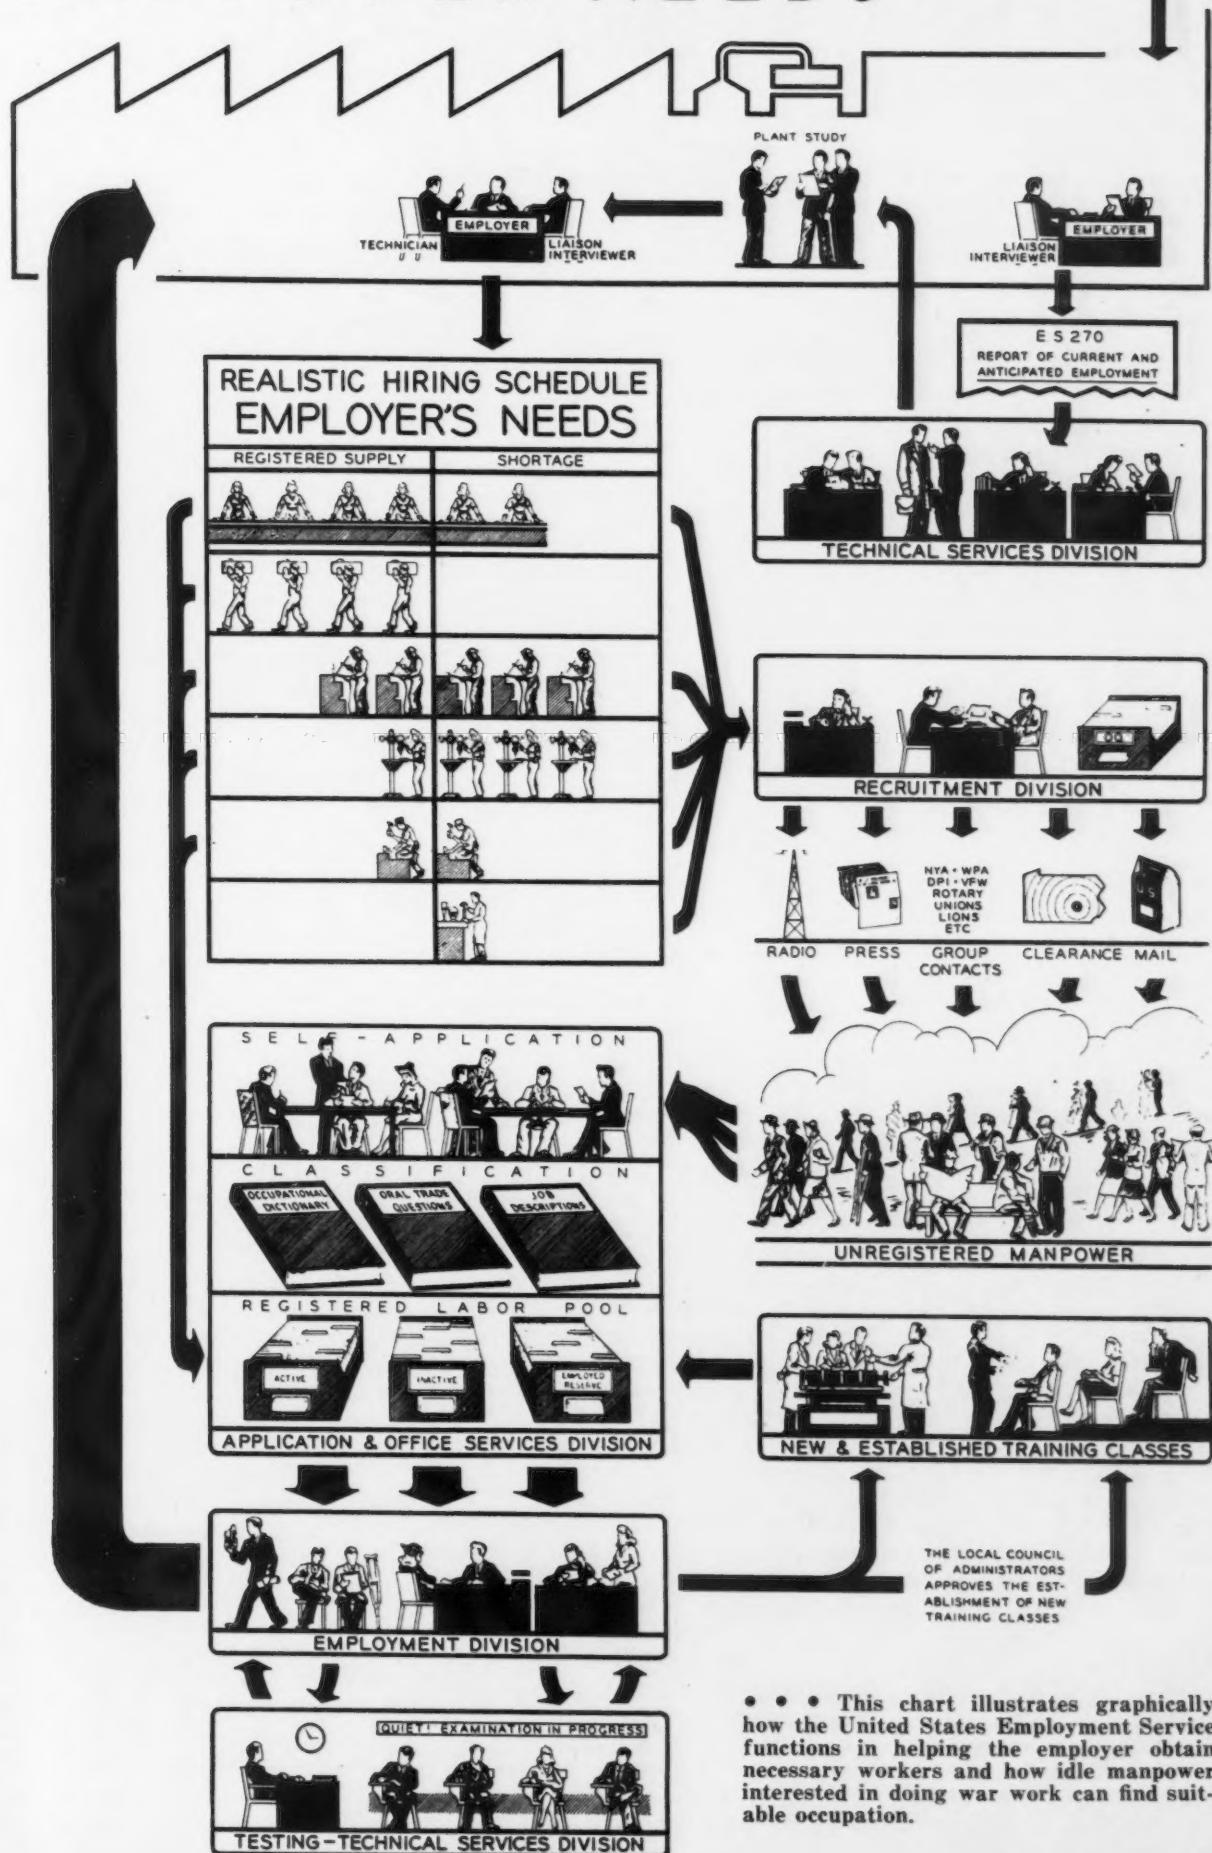 PLANT STUDY
EMPLOYER
TECHNICIAN
LIAISON
INTERVIEWER
EMPLOYER
LIAISON
INTERVIEWER
E S 270
REPORT OF CURRENT AND
ANTICIPATED EMPLOYMENT
TECHNICAL SERVICES DIVISION
REALISTIC HIRING SCHEDULE
EMPLOYER'S NEEDS
REGISTERED SUPPLY
SHORTAGE
RECRUITMENT DIVISION
NYA • WPA
DPI • VFW
ROTARY
UNIONS
LIONS
ETC
U S
RADIO
PRESS
GROUP
CONTACTS
CLEARANCE
MAIL
UNREGISTERED MANPOWER
SELF-APPLICATION
CLASSIFICATION
OCCUPATIONAL
DICTIONARY
ORAL TRADE
QUESTIONS
JOB
DESCRIPTIONS
REGISTERED LABOR POOL
ACTIVE
INACTIVE
EMPLOYED
RESERVE
APPLICATION & OFFICE SERVICES DIVISION
NEW & ESTABLISHED TRAINING CLASSES
THE LOCAL COUNCIL
OF ADMINISTRATORS
APPROVES THE EST-
ABLISHMENT OF NEW
TRAINING CLASSES
EMPLOYMENT DIVISION
QUIET! EXAMINATION IN PROGRESS
TESTING-TECHNICAL SERVICES DIVISION
• • • This chart illustrates graphically
how the United States Employment Service
functions in helping the employer obtain
necessary workers and how idle manpower
interested in doing war work can find suit-
able occupation.